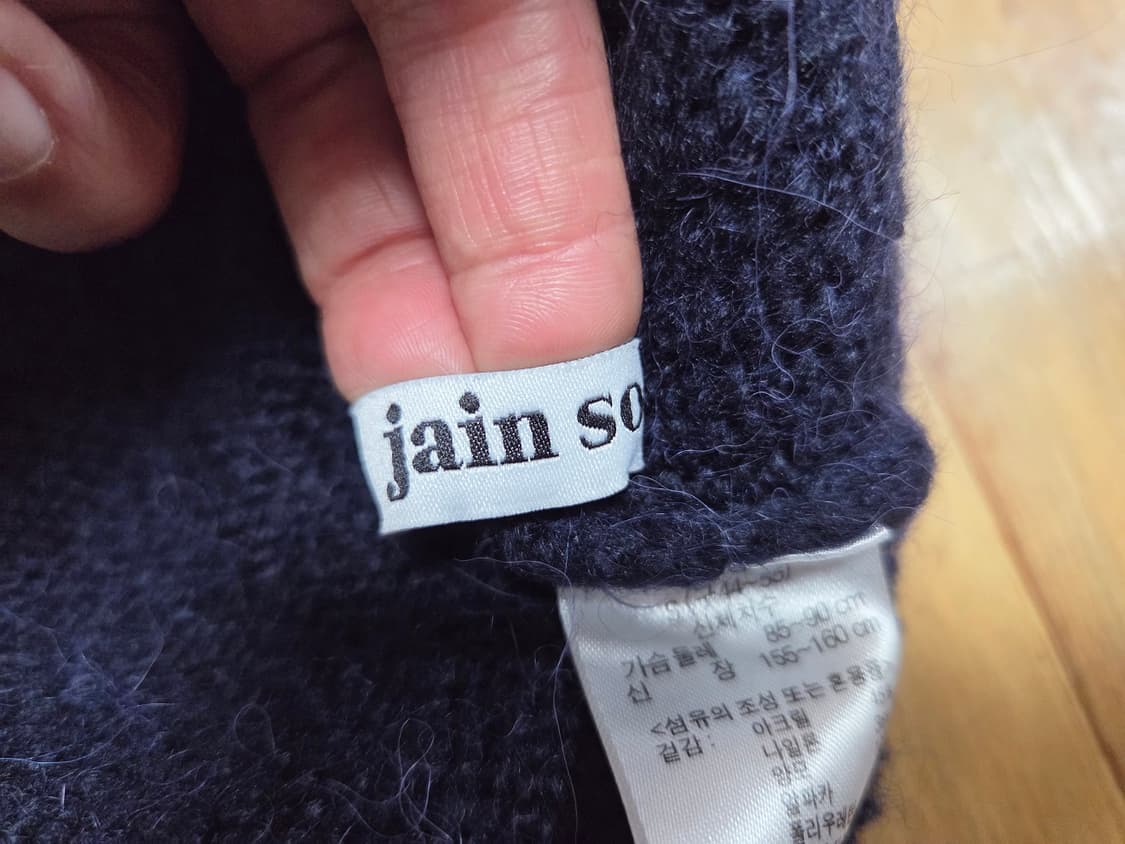 jain so
신체치수
가슴둘레 85~90 cm
신 장 155~160 cm
<섬유의 조성 또는 혼용률>
겉감 : 아크릴
나일론
양모
알파카